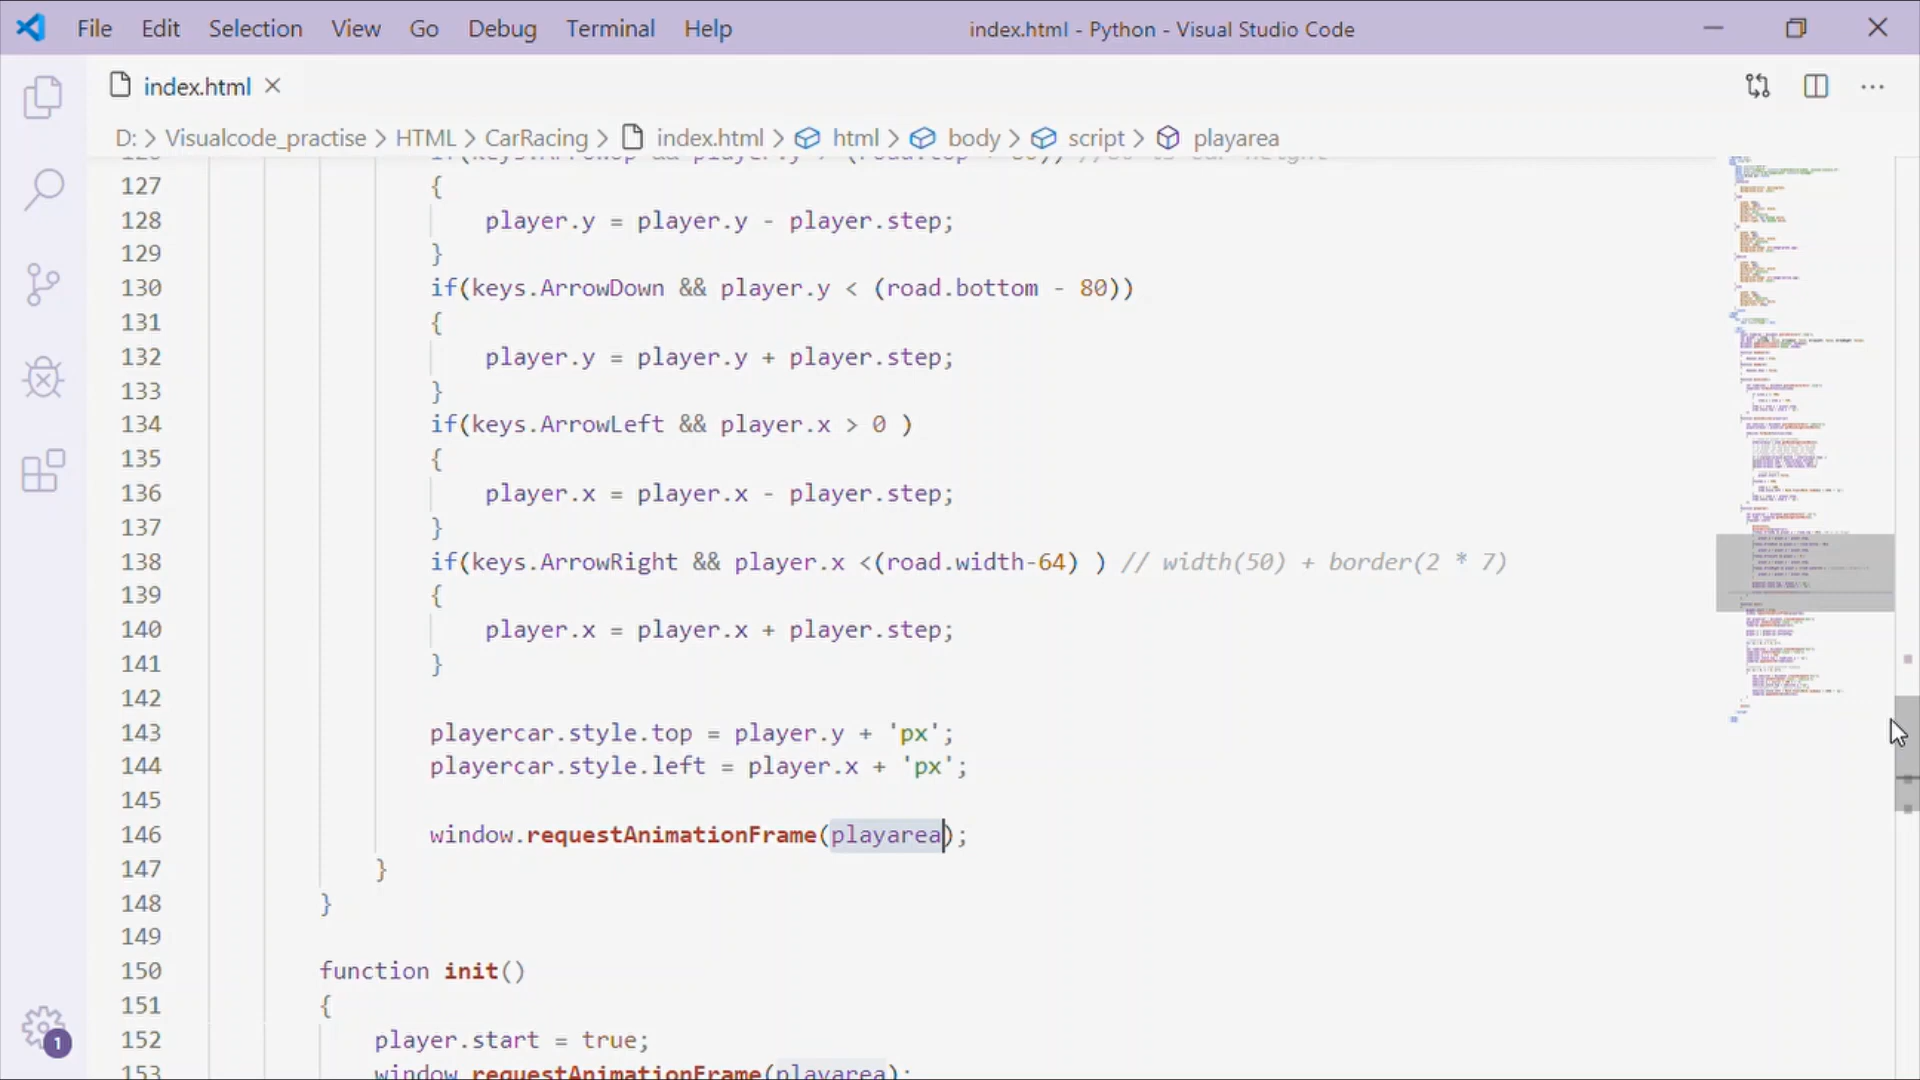 File Edit Selection View Go Debug Terminal Help index.html - Python - Visual Studio Code
index.html
D: > Visualcode_practise > HTML > CarRacing > index.html > html > body > script > playarea
127 {
128 player.y = player.y - player.step;
129 }
130 if(keys.ArrowDown && player.y < (road.bottom - 80))
131 {
132 player.y = player.y + player.step;
133 }
134 if(keys.ArrowLeft && player.x > 0 )
135 {
136 player.x = player.x - player.step;
137 }
138 if(keys.ArrowRight && player.x <(road.width-64) ) // width(50) + border(2 * 7)
139 {
140 player.x = player.x + player.step;
141 }
142
143 playercar.style.top = player.y + 'px';
144 playercar.style.left = player.x + 'px';
145
146 window.requestAnimationFrame(playarea);
147 }
148 }
149
150 function init()
151 {
152 player.start = true;
153 window.requestAnimationFrame(playarea);
1